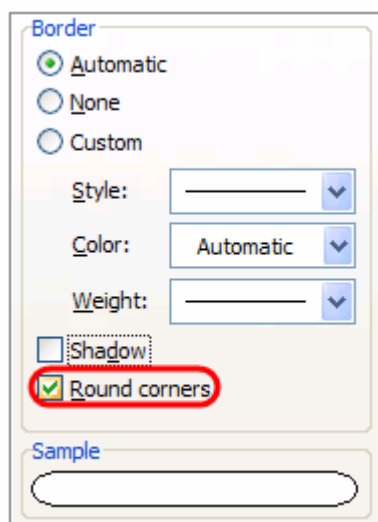 Border
Automatic
None
Custom
Style:
Color: Automatic
Weight:
Shadow
Round corners
Sample